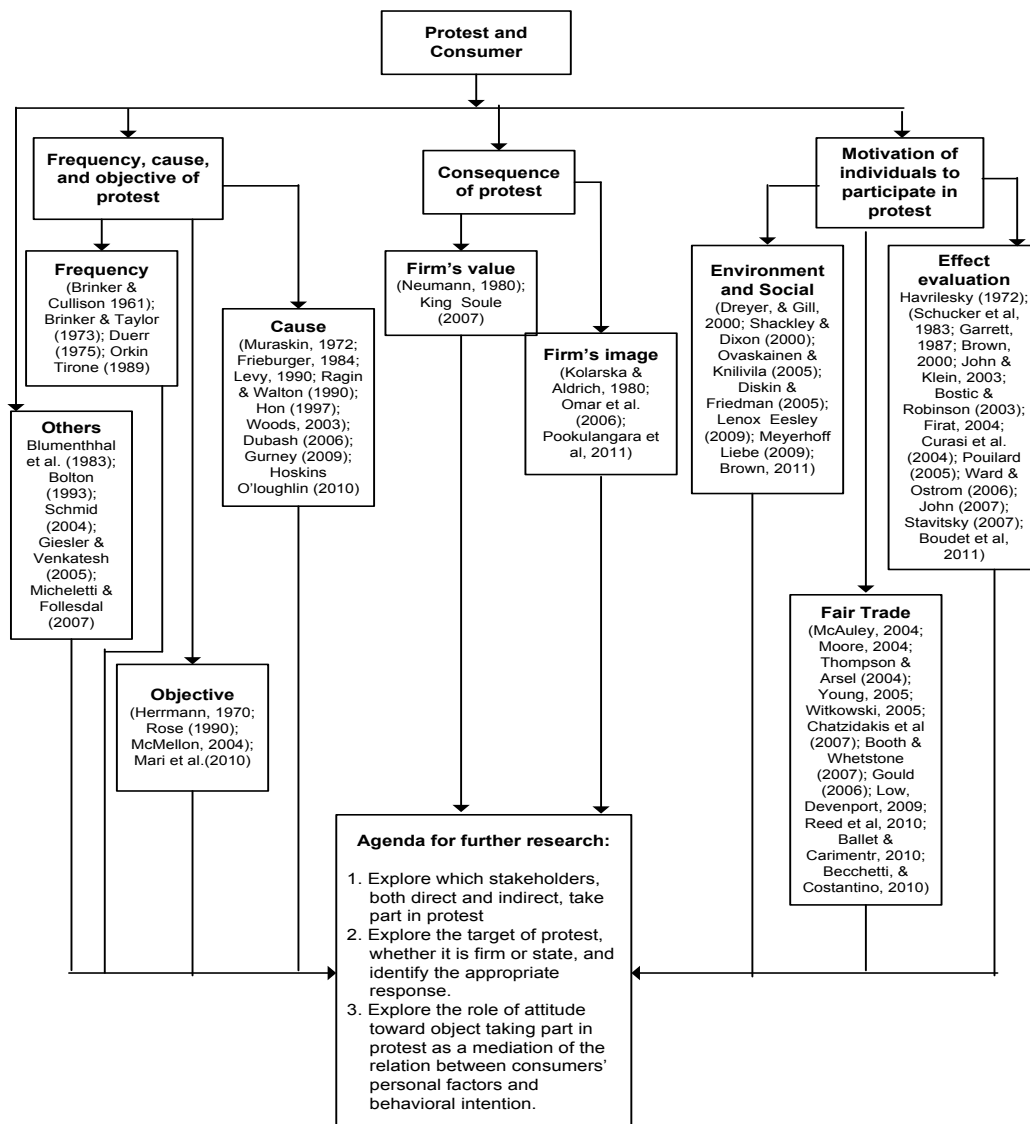 Protest and
Consumer
Frequency, cause,
and objective of
protest
Consequence
of protest
Motivation of
individuals to
participate in
protest
Frequency
(Brinker &
Cullison 1961);
Brinker & Taylor
(1973); Duerr
(1975); Orkin
Tirone (1989)
Cause
(Muraskin, 1972;
Frieburger, 1984;
Levy, 1990; Ragin
& Walton (1990);
Hon (1997);
Woods, 2003);
Dubash (2006);
Gurney (2009);
Hoskins
O'loughlin (2010)
Firm's value
(Neumann, 1980);
King Soule
(2007)
Firm's image
(Kolarska &
Aldrich, 1980;
Omar et al.
(2006);
Pookulangara et
al, 2011)
Environment
and Social
(Dreyer, & Gill,
2000; Shackley &
Dixon (2000);
Ovaskainen &
Knilivila (2005);
Diskin &
Friedman (2005);
Lenox Eesley
(2009); Meyerhoff
Liebe (2009);
Brown, 2011)
Effect
evaluation
Havrilesky (1972);
(Schucker et al,
1983; Garrett,
1987; Brown,
2000; John &
Klein, 2003);
Bostic &
Robinson (2003);
Firat, 2004;
Curasi et al.
(2004); Pouilard
(2005); Ward &
Ostrom (2006);
John (2007);
Stavitsky (2007);
Boudet et al,
2011)
Others
Blumenthhal
et al. (1983);
Bolton
(1993);
Schmid
(2004);
Giesler &
Venkatesh
(2005);
Micheletti &
Follesdal
(2007)
Objective
(Herrmann, 1970;
Rose (1990);
McMellon, 2004);
Mari et al.(2010)
Fair Trade
(McAuley, 2004;
Moore, 2004;
Thompson &
Arsel (2004);
Young, 2005;
Witkowski, 2005;
Chatzidakis et al
(2007); Booth &
Whetstone
(2007); Gould
(2006); Low,
Devenport, 2009;
Reed et al, 2010;
Ballet &
Carimentr, 2010;
Becchetti, &
Costantino, 2010)
Agenda for further research:
1. Explore which stakeholders,
both direct and indirect, take
part in protest
2. Explore the target of protest,
whether it is firm or state, and
identify the appropriate
response.
3. Explore the role of attitude
toward object taking part in
protest as a mediation of the
relation between consumers'
personal factors and
behavioral intention.